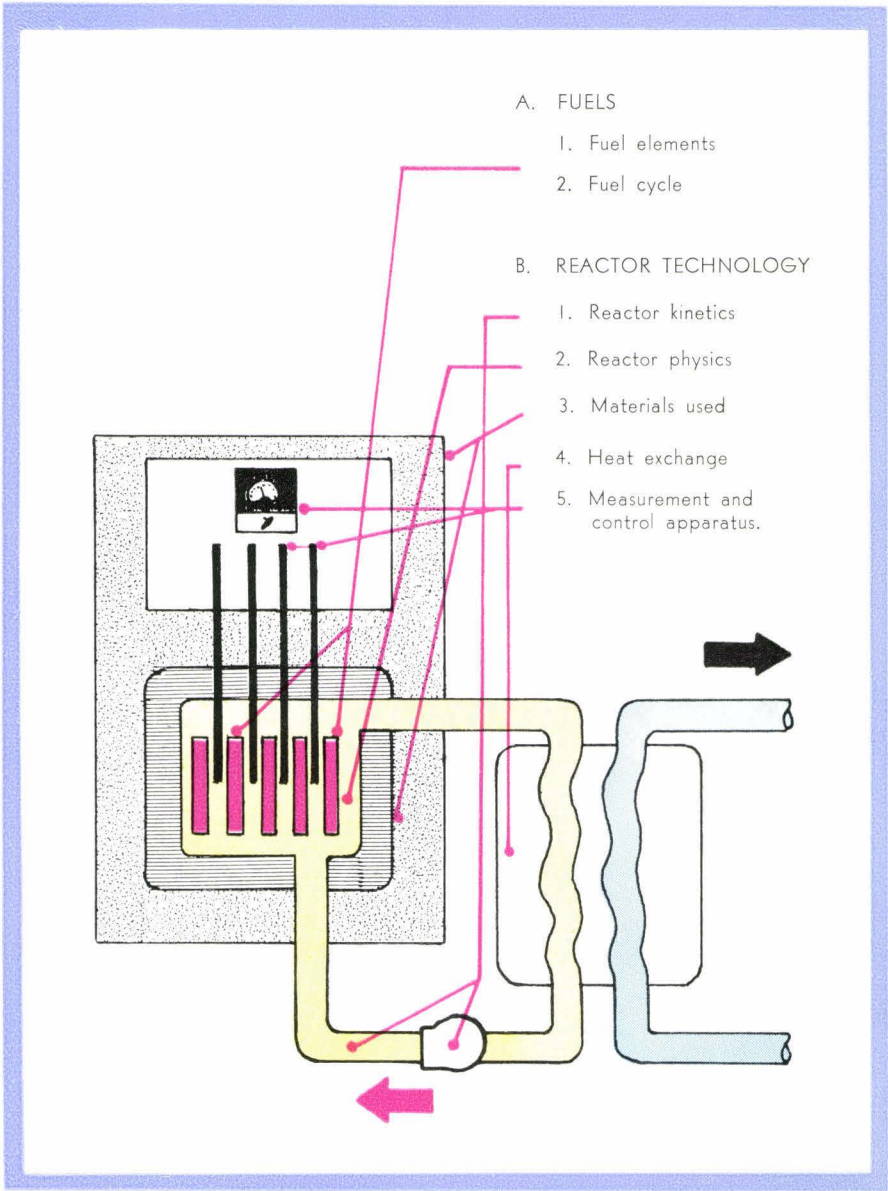 A. FUELS
1. Fuel elements
2. Fuel cycle
B. REACTOR TECHNOLOGY
1. Reactor kinetics
2. Reactor physics
3. Materials used
4. Heat exchange
5. Measurement and
control apparatus.